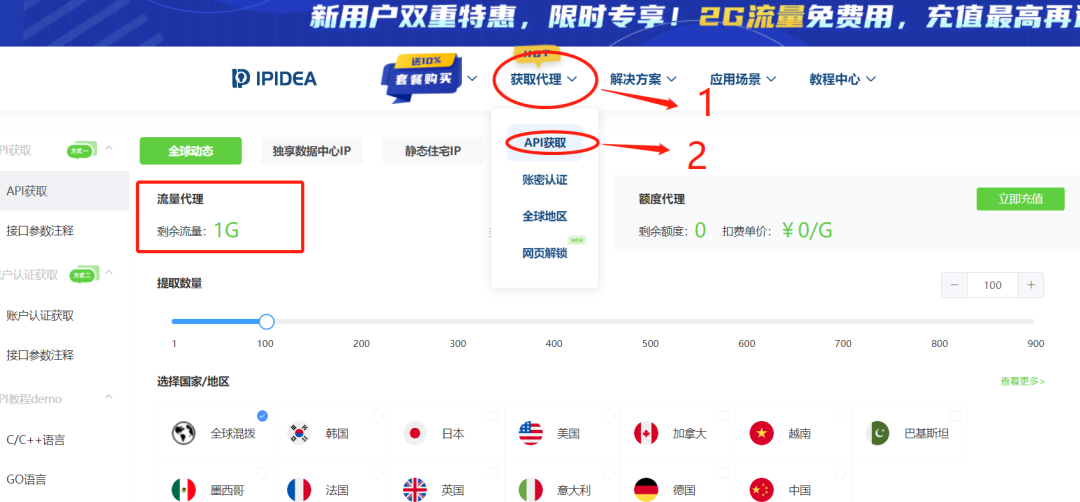 新用户双重特惠，限时专享！2G流量免费用，充值最高再
IPIDEA
送10%
套餐购买
HOT
获取代理
解决方案
应用场景
教程中心
1
API获取
2
账密认证
全球地区
NEW
网页解锁
PI获取
方式一
API获取
接口参数注释
账户认证获取
方式二
账户认证获取
接口参数注释
PI教程demo
C/C++语言
GO语言
全球动态
独享数据中心IP
静态住宅IP
流量代理
剩余流量：1G
额度代理
立即充值
剩余额度：0 扣费单价：￥0/G
提取数量
− 100 +
1 100 200 300 400 500 600 700 800 900
选择国家/地区
查看更多>
全球混拨 韩国 日本 美国 加拿大 越南 巴基斯坦
墨西哥 法国 英国 意大利 德国 中国